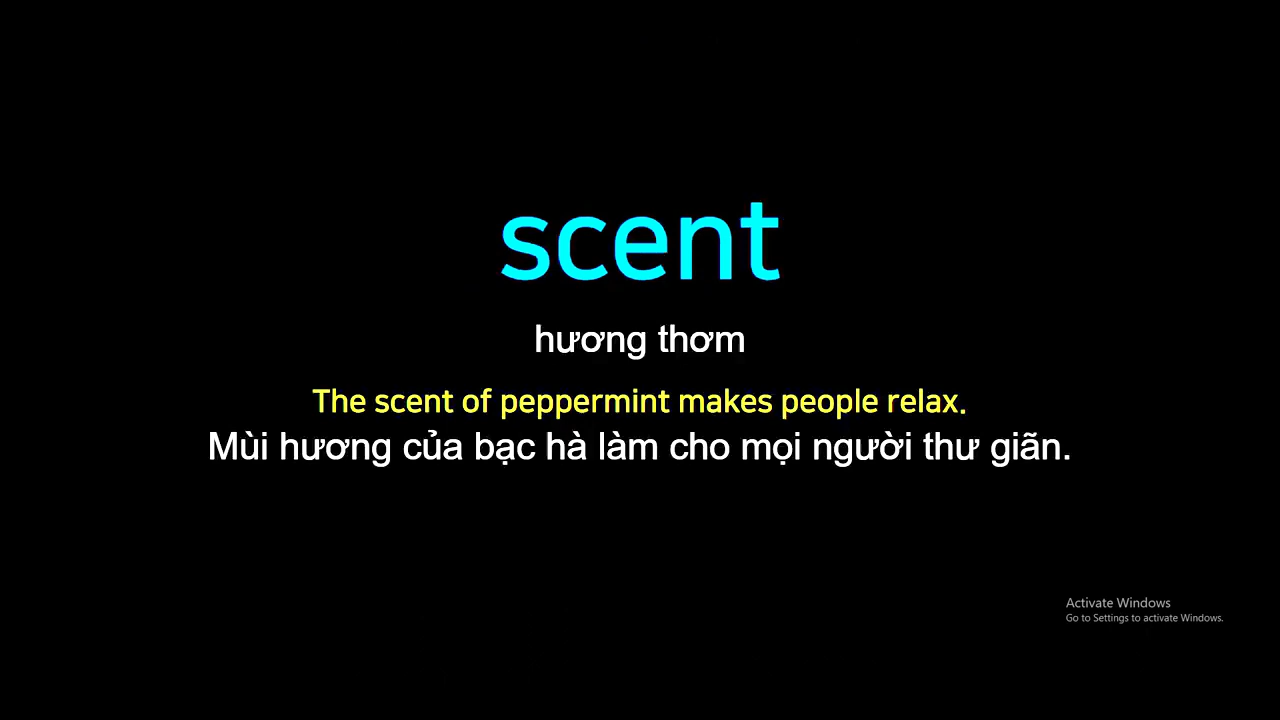 scent
hương thơm
The scent of peppermint makes people relax.
Mùi hương của bạc hà làm cho mọi người thư giãn.
Activate Windows
Go to Settings to activate Windows.